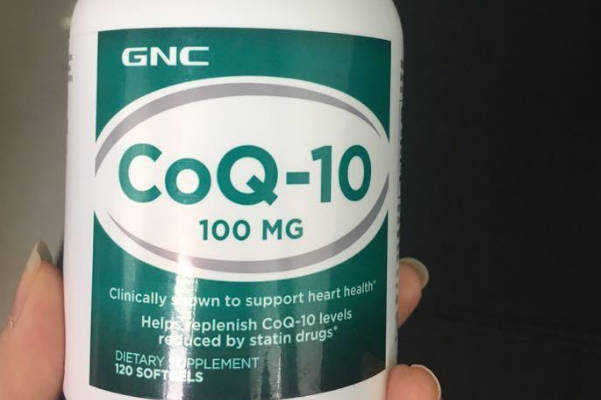 GNC
CoQ-10
100 MG
Clinically shown to support heart health*
Helps replenish CoQ-10 levels
reduced by statin drugs*
DIETARY SUPPLEMENT
120 SOFTGELS